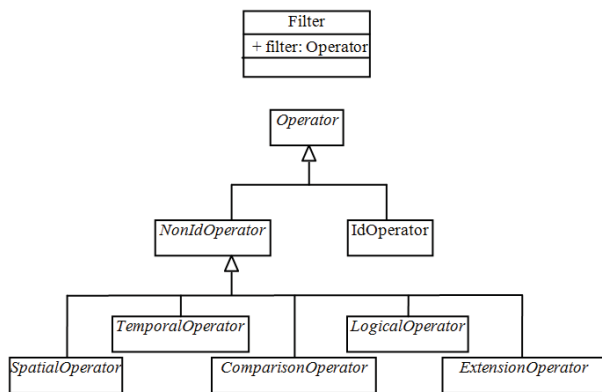 Filter
+ filter: Operator
Operator
NonIdOperator
IdOperator
TemporalOperator
LogicalOperator
SpatialOperator
ComparisonOperator
ExtensionOperator